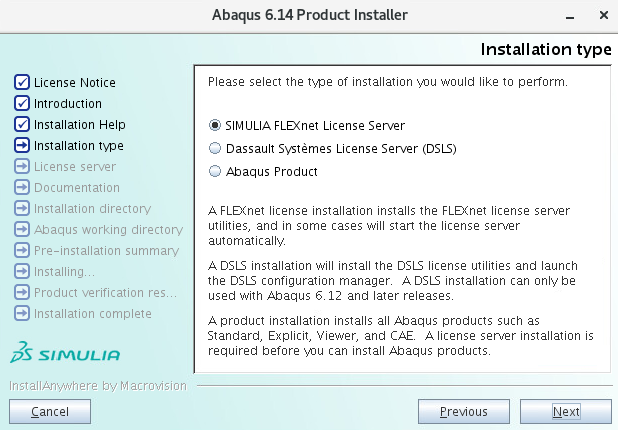 Abaqus 6.14 Product Installer
Installation type
License Notice
Introduction
Installation Help
Installation type
License server
Documentation
Installation directory
Abaqus working directory
Pre-installation summary
Installing...
Product verification res...
Installation complete
SIMULIA
Please select the type of installation you would like to perform.
SIMULIA FLEXnet License Server
Dassault Systèmes License Server (DSLS)
Abaqus Product
A FLEXnet license installation installs the FLEXnet license server
utilities, and in some cases will start the license server
automatically.
A DSLS installation will install the DSLS license utilities and launch
the DSLS configuration manager. A DSLS installation can only be
used with Abaqus 6.12 and later releases.
A product installation installs all Abaqus products such as
Standard, Explicit, Viewer, and CAE. A license server installation is
required before you can install Abaqus products.
InstallAnywhere by Macrovision
Cancel
Previous
Next